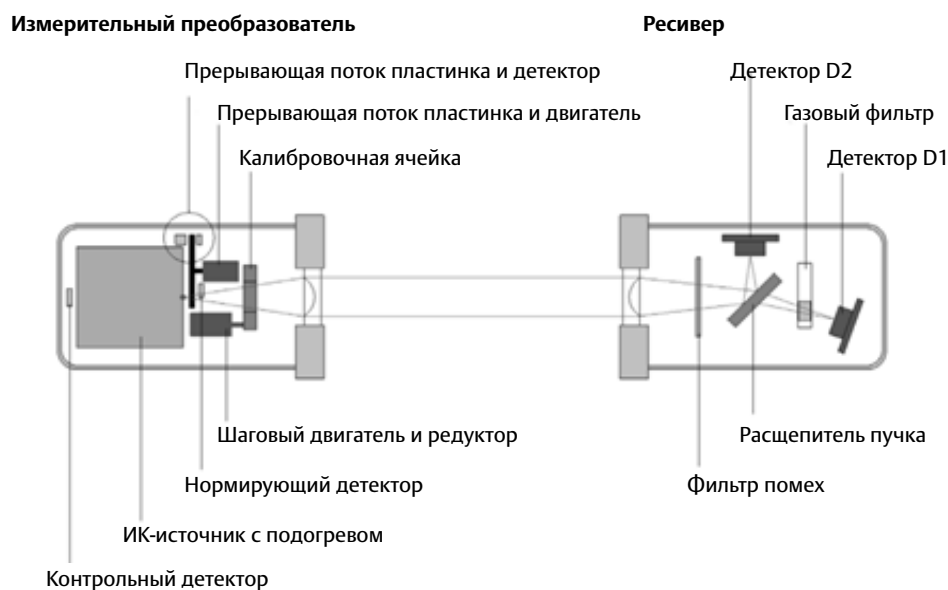 Измерительный преобразователь
Ресивер
Прерывающая поток пластинка и детектор
Детектор D2
Прерывающая поток пластинка и двигатель
Газовый фильтр
Калибровочная ячейка
Детектор D1
Шаговый двигатель и редуктор
Расщепитель пучка
Нормирующий детектор
Фильтр помех
ИК-источник с подогревом
Контрольный детектор